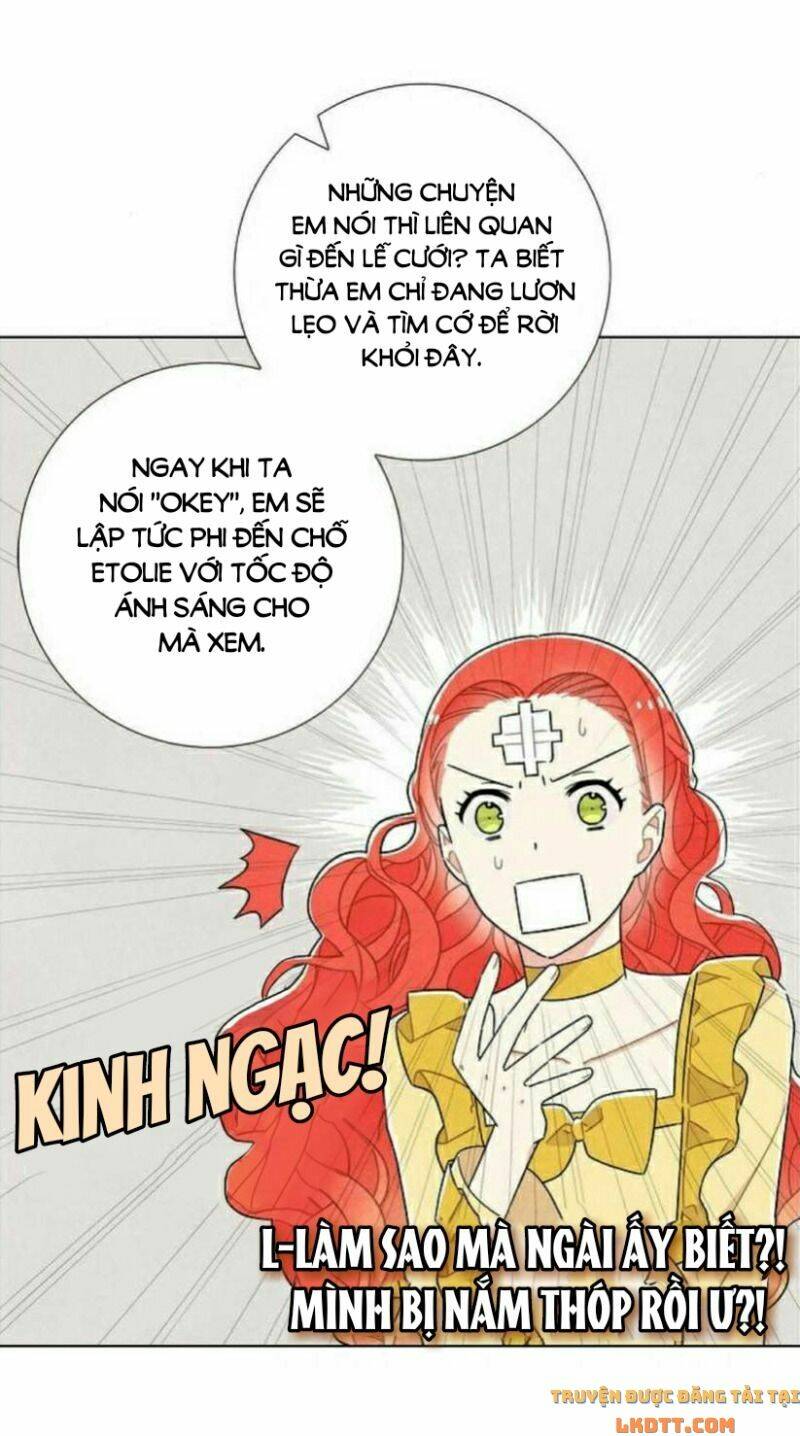 NHỮNG CHUYỆN
EM NÓI THÌ LIÊN QUAN
GÌ ĐẾN LỄ CƯỚI? TA BIẾT
THỪA EM CHỈ ĐANG LƯƠN
LẸO VÀ TÌM CỚ ĐỂ RỜI
KHỎI ĐÂY.
NGAY KHI TA
NÓI "OKEY", EM SẼ
LẬP TỨC PHI ĐẾN CHỖ
ETOLIE VỚI TỐC ĐỘ
ÁNH SÁNG CHO
MÀ XEM.
KINH NGẠC!
L-LÀM SAO MÀ NGÀI ẤY BIẾT?!
MÌNH BỊ NẮM THÓP RỒI Ư?!
TRUYỆN ĐƯỢC ĐĂNG TẢI TẠI
LKDTT.COM!